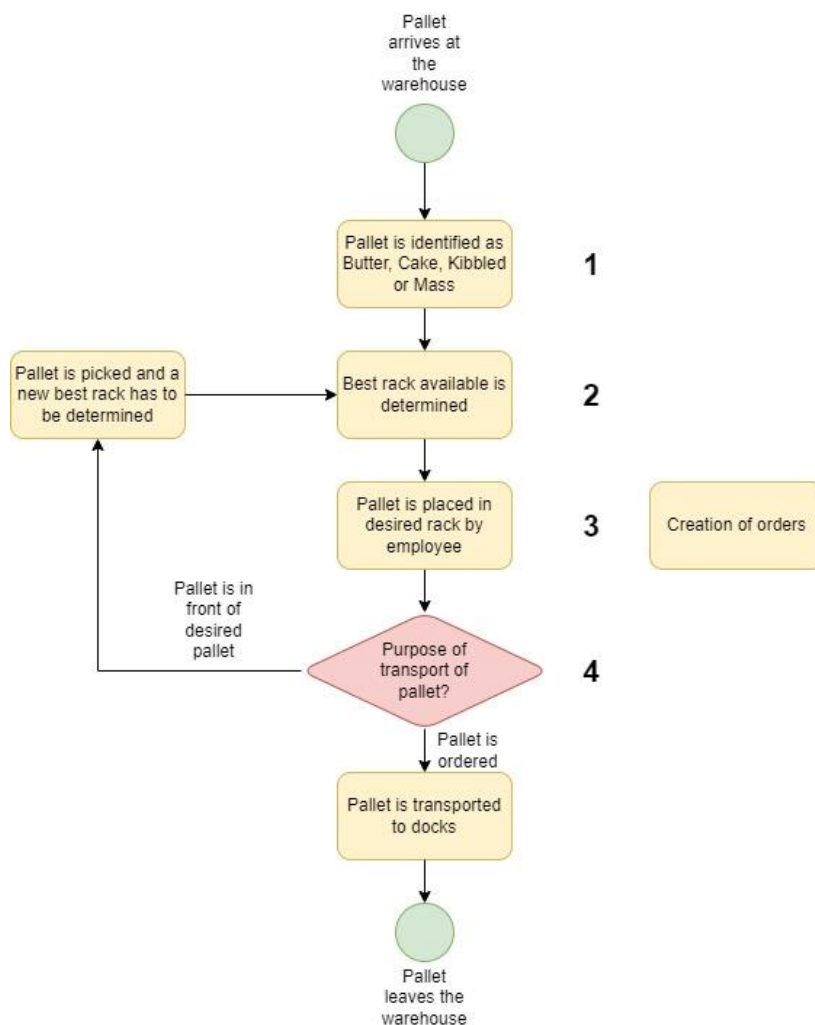 Pallet
arrives at
the
warehouse
Pallet is identified as
Butter, Cake, Kibbled
or Mass
1
Pallet is picked and a
new best rack has to
be determined
Best rack available is
determined
2
Pallet is placed in
desired rack by
employee
3
Creation of orders
Pallet is in
front of
desired
pallet
Purpose of
transport of
pallet?
4
Pallet is
ordered
Pallet is transported
to docks
Pallet
leaves the
warehouse